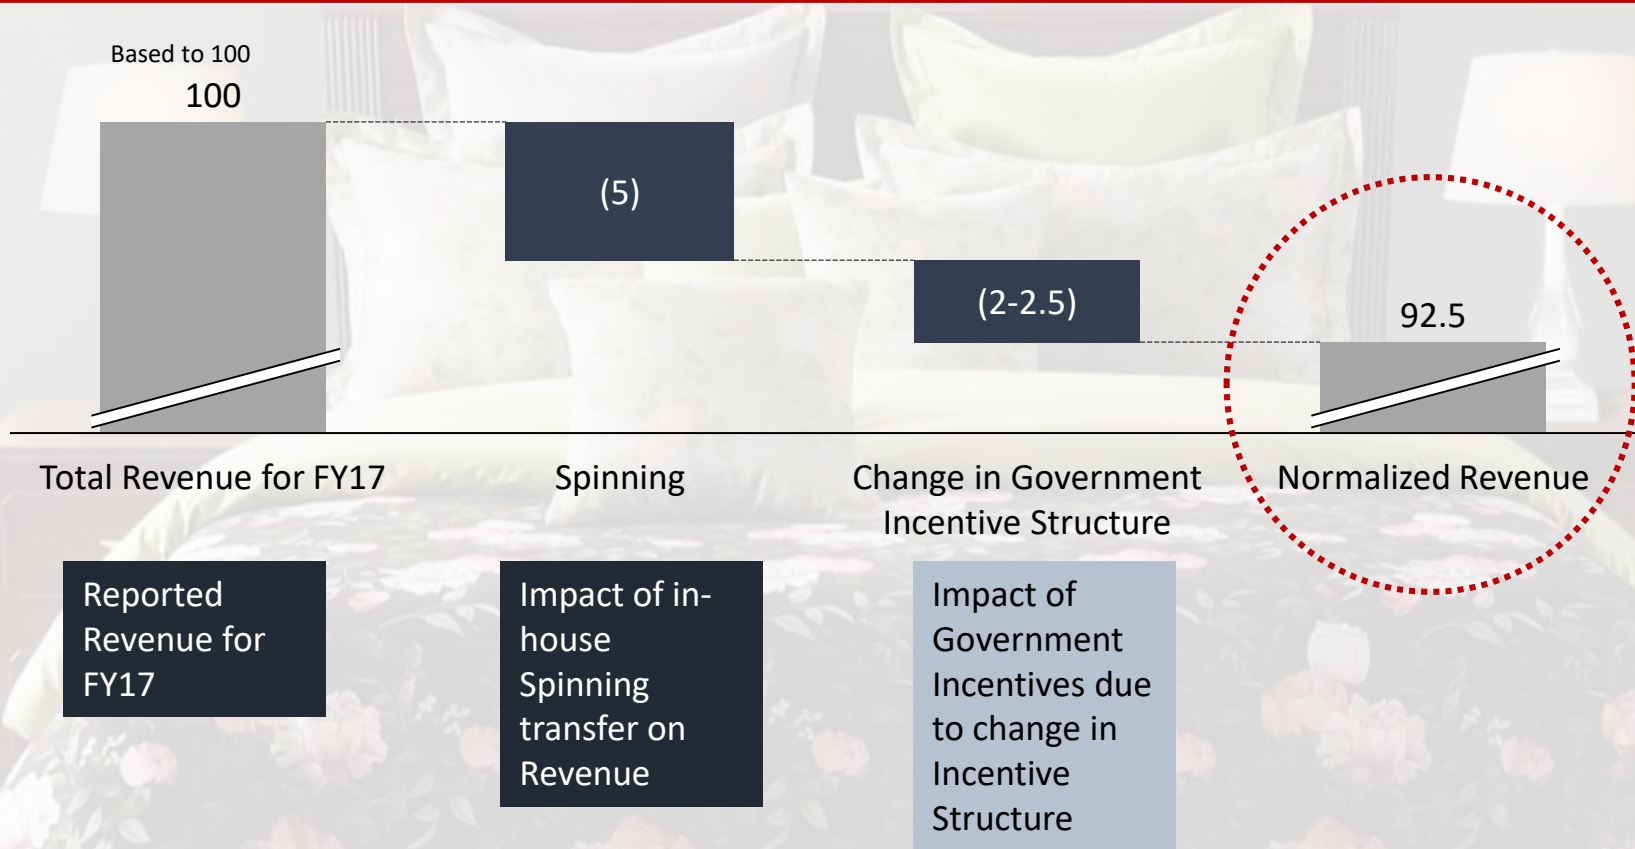 Based to 100
100
(5)
(2-2.5)
92.5
Total Revenue for FY17
Spinning
Change in Government
Incentive Structure
Normalized Revenue
Reported
Revenue for
FY17
Impact of in-
house
Spinning
transfer on
Revenue
Impact of
Government
Incentives due
to change in
Incentive
Structure